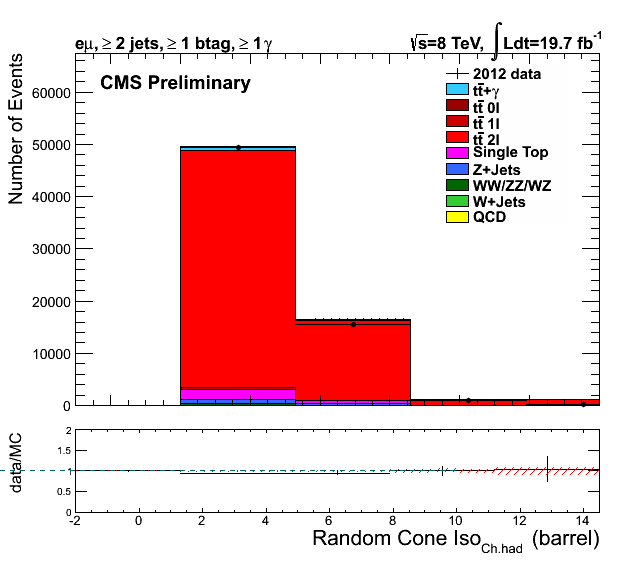 eμ, ≥ 2 jets, ≥ 1 btag, ≥ 1 γ
√s=8 TeV, ∫ Ldt=19.7 fb⁻¹
CMS Preliminary
2012 data
tt̄+γ
tt̄ 0l
tt̄ 1l
tt̄ 2l
Single Top
Z+Jets
WW/ZZ/WZ
W+Jets
QCD
Number of Events
60000
50000
40000
30000
20000
10000
0
data/MC
2
1.5
1
0.5
0
-2 0 2 4 6 8 10 12 14
Random Cone Iso_Ch.had (barrel)